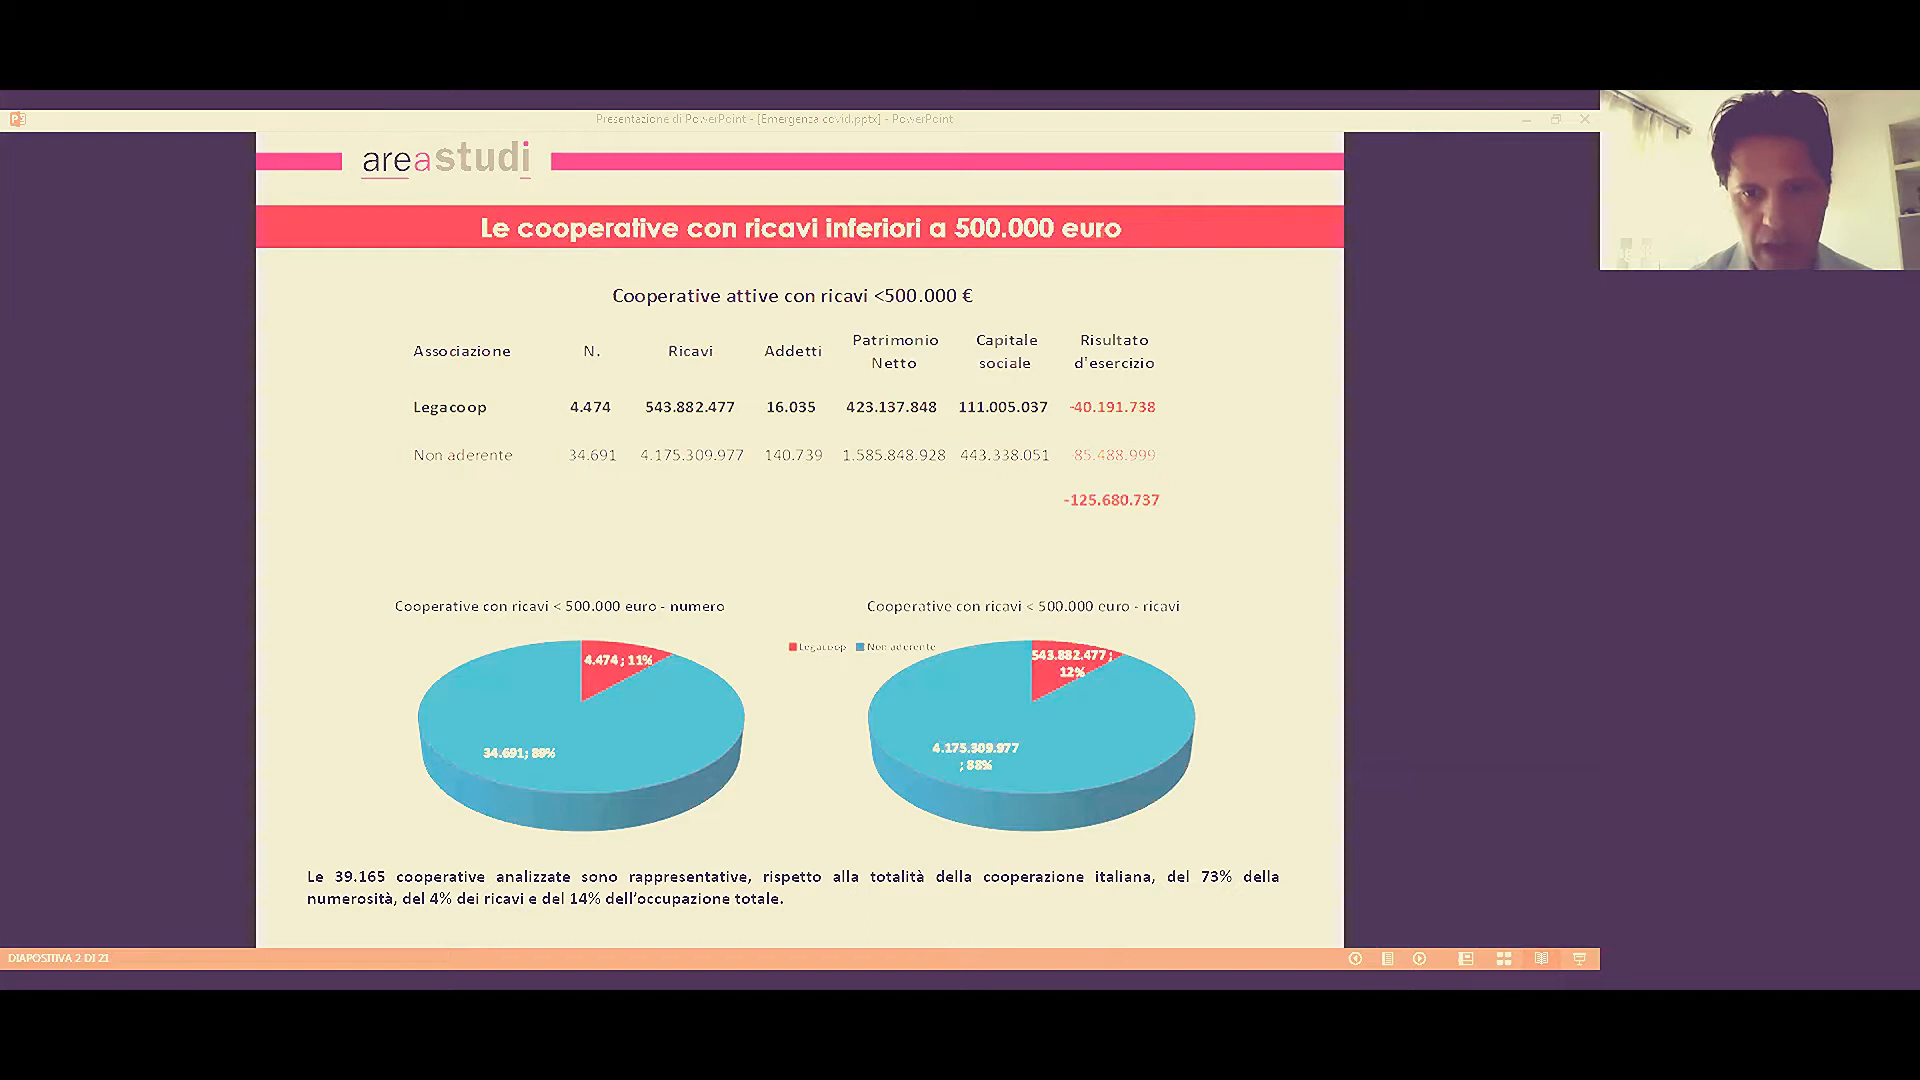 Presentazione di PowerPoint - [Emergenza covid.pptx] - PowerPoint
areastudi
Le cooperative con ricavi inferiori a 500.000 euro
Cooperative attive con ricavi <500.000 €
Associazione N. Ricavi Addetti Patrimonio Netto Capitale sociale Risultato d'esercizio
Legacoop 4.474 543.882.477 16.035 423.137.848 111.005.037 -40.191.738
Non aderente 34.691 4.175.309.977 140.739 1.585.848.928 443.338.051 -85.488.999
-125.680.737
Cooperative con ricavi < 500.000 euro - numero
Cooperative con ricavi < 500.000 euro - ricavi
Legacoop Non aderente
4.474 ; 11%
34.691; 89%
543.882.477 ;
12%
4.175.309.977
; 88%
Le 39.165 cooperative analizzate sono rappresentative, rispetto alla totalità della cooperazione italiana, del 73% della
numerosità, del 4% dei ricavi e del 14% dell'occupazione totale.
DIAPOSITIVA 2 DI 21